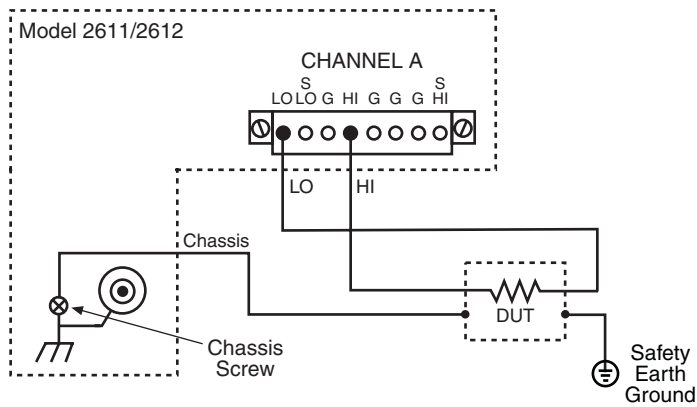 Model 2611/2612
CHANNEL A
S S
LO LO G HI G G G HI
LO HI
Chassis
DUT
Chassis
Screw
Safety
Earth
Ground